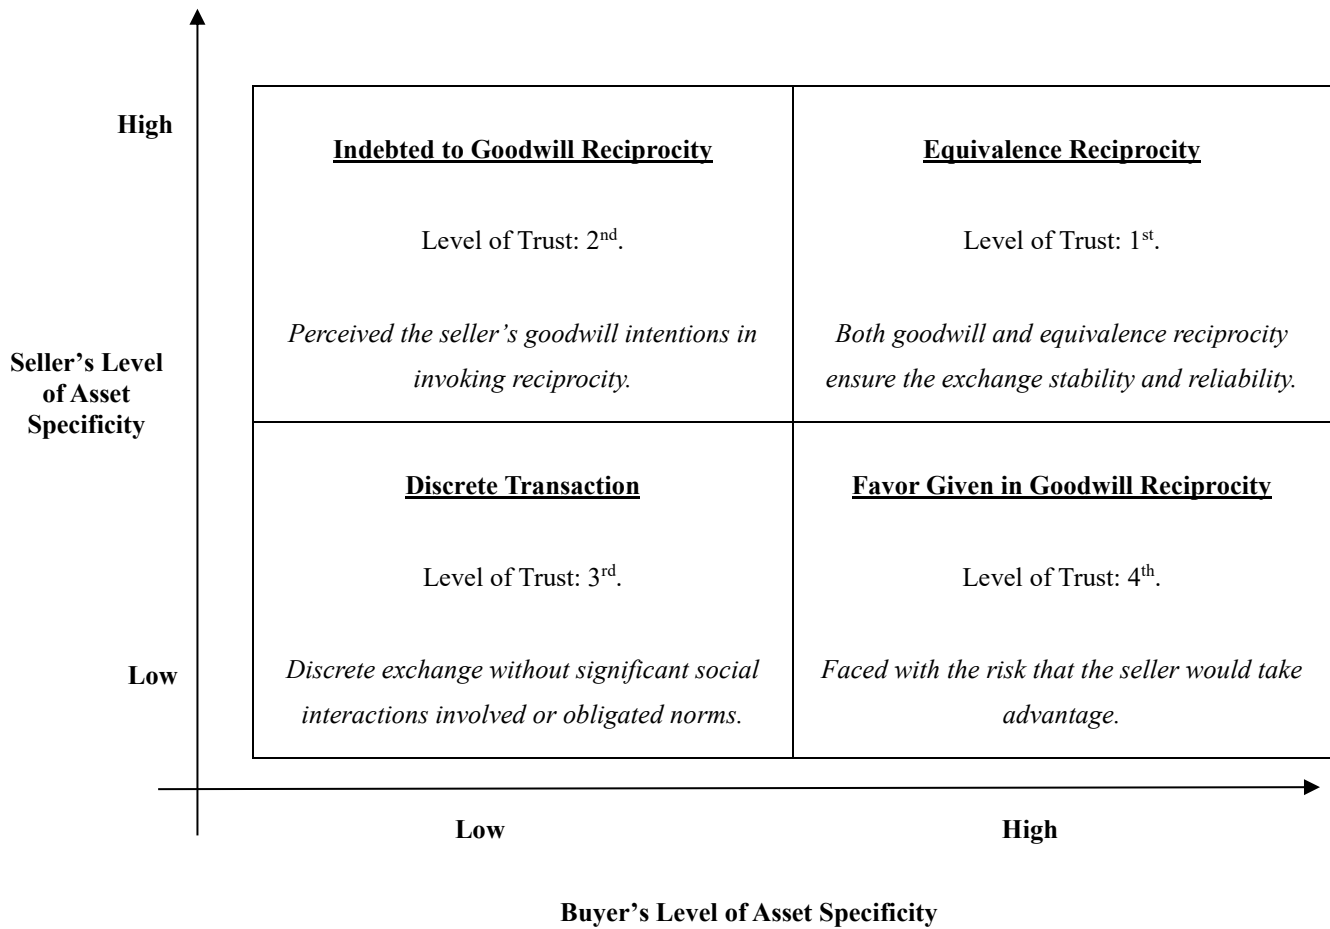 High
Indebted to Goodwill Reciprocity
Level of Trust: 2nd.
Perceived the seller’s goodwill intentions in
invoking reciprocity.
Equivalence Reciprocity
Level of Trust: 1st.
Both goodwill and equivalence reciprocity
ensure the exchange stability and reliability.
Seller’s Level
of Asset
Specificity
Discrete Transaction
Level of Trust: 3rd.
Discrete exchange without significant social
interactions involved or obligated norms.
Favor Given in Goodwill Reciprocity
Level of Trust: 4th.
Faced with the risk that the seller would take
advantage.
Low
Low
High
Buyer’s Level of Asset Specificity